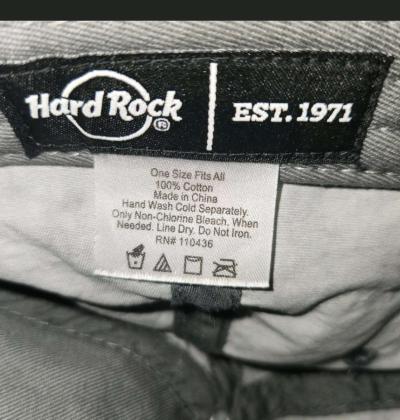 Hard Rock ®
EST. 1971
One Size Fits All
100% Cotton
Made in China
Hand Wash Cold Separately.
Only Non-Chlorine Bleach. When
Needed. Line Dry. Do Not Iron.
RN# 110436